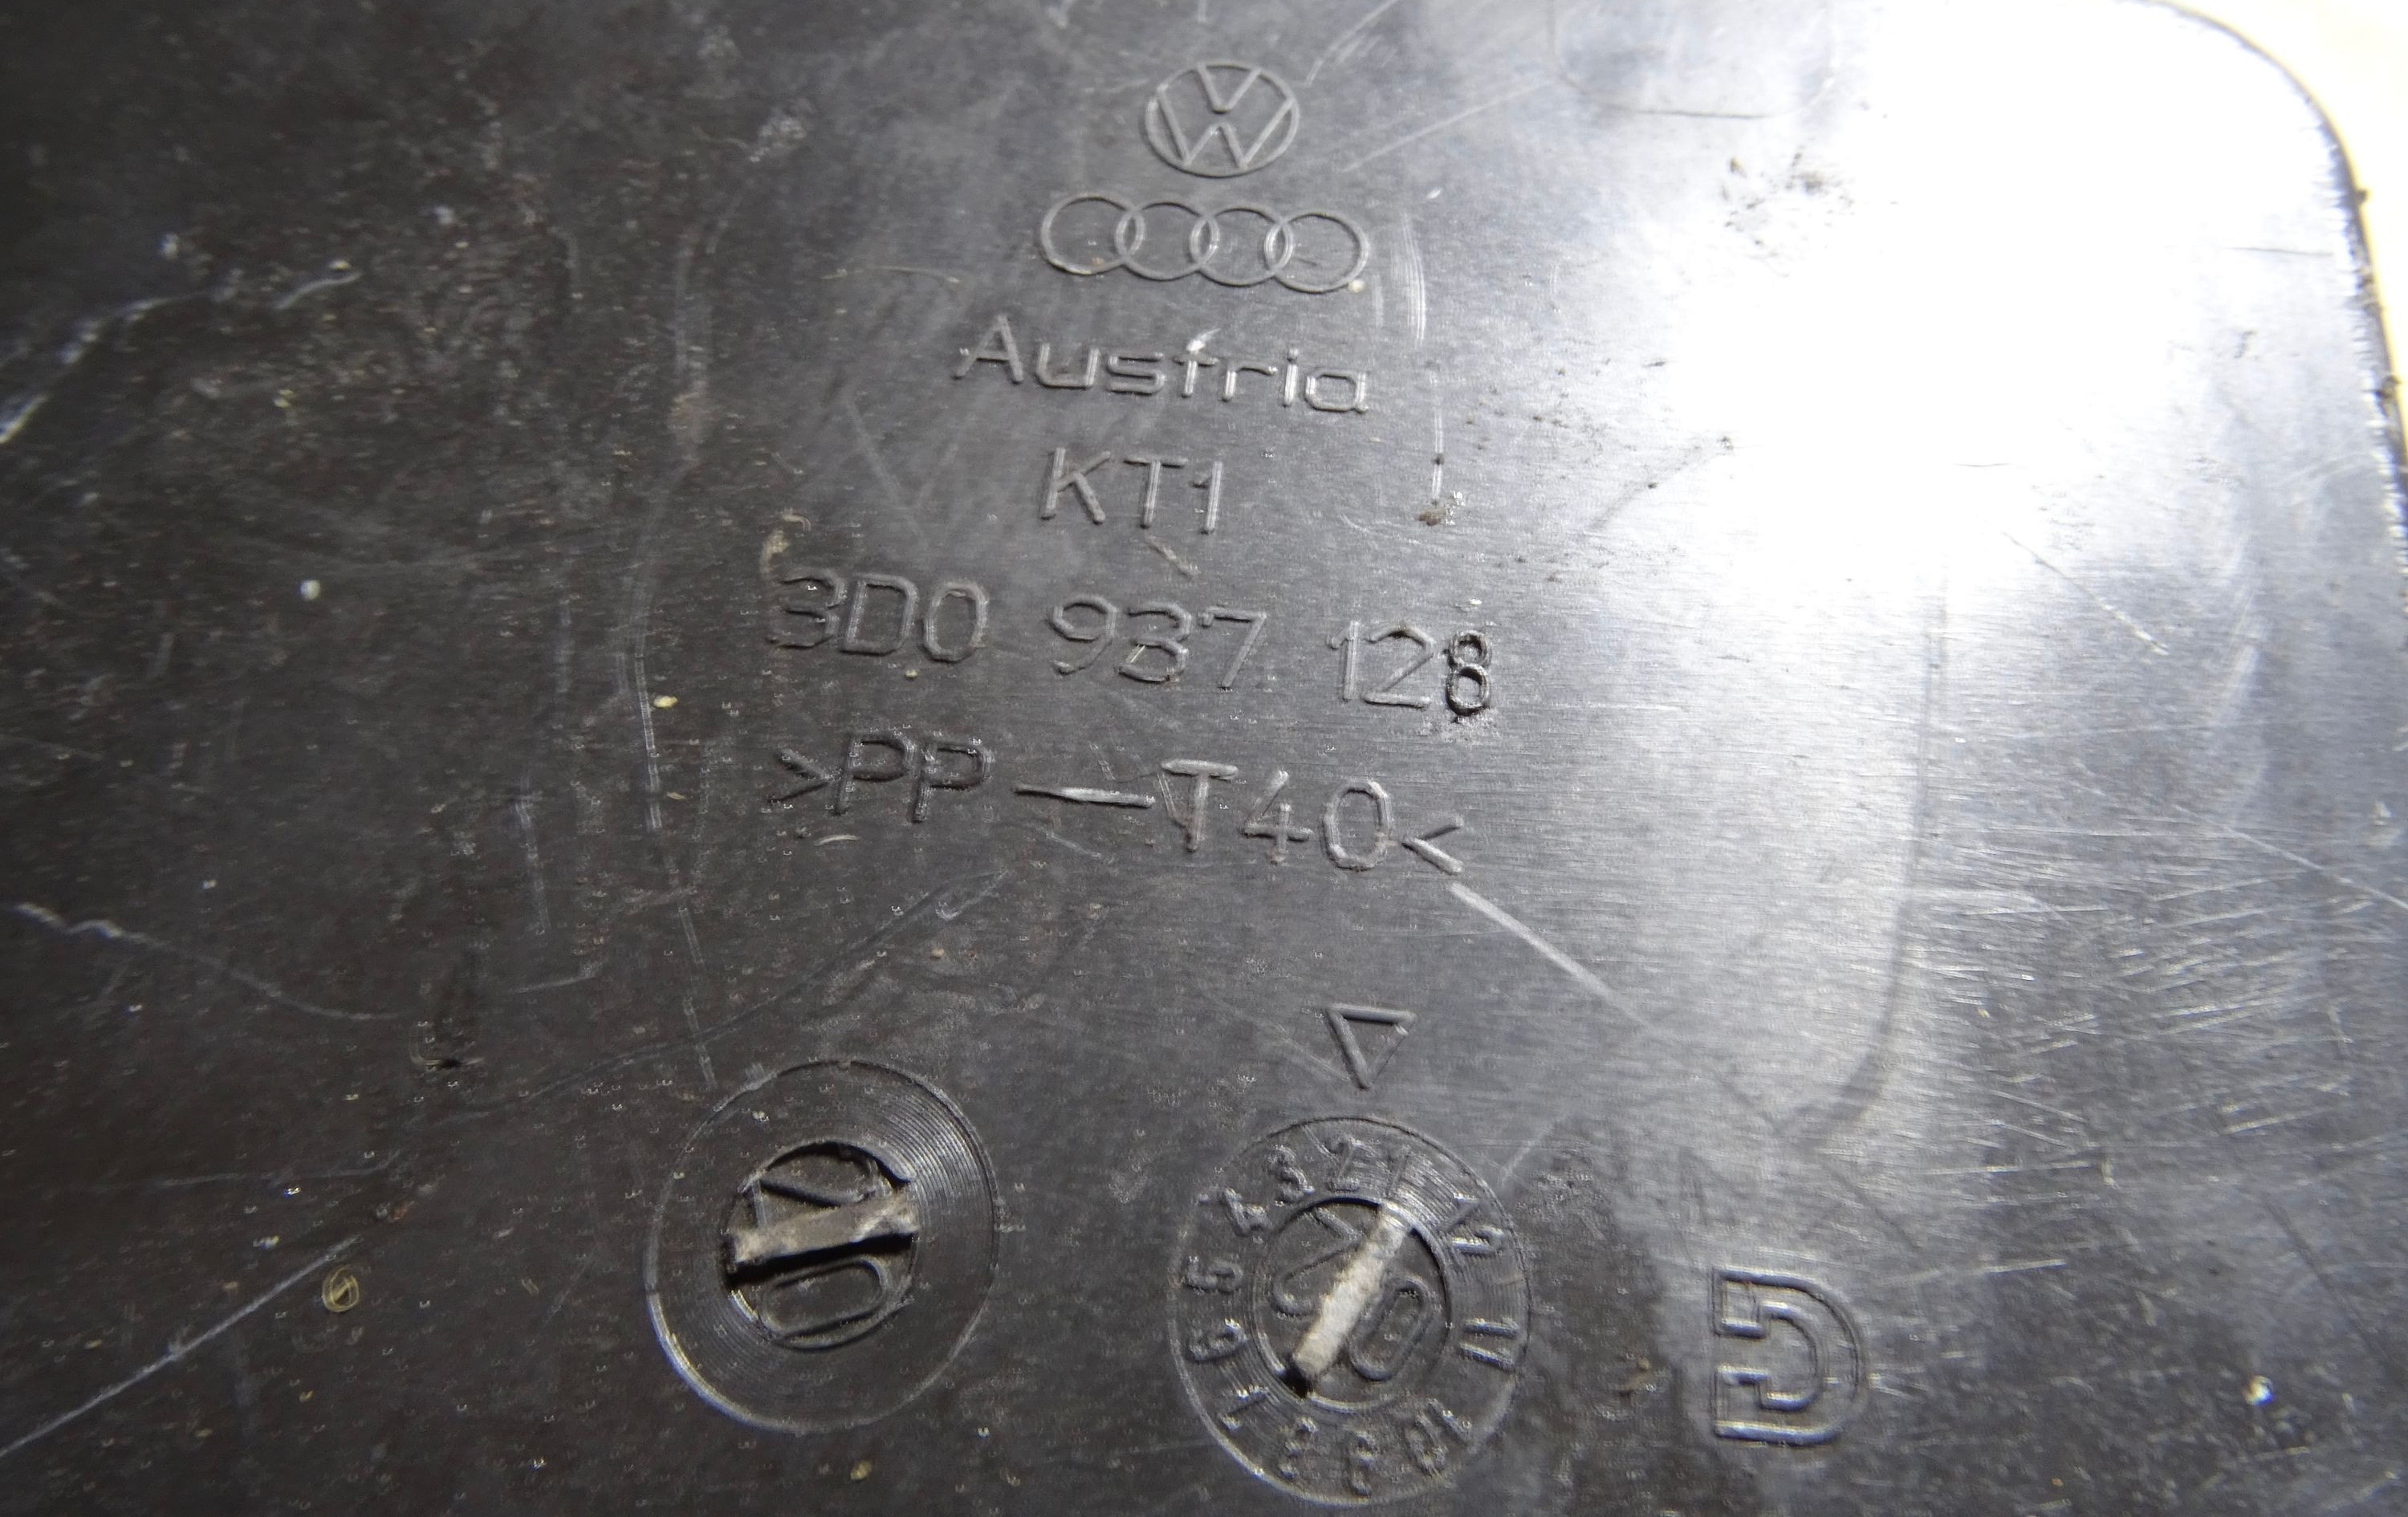 Austria
KT1
3D0 937 128
>PP—T40<